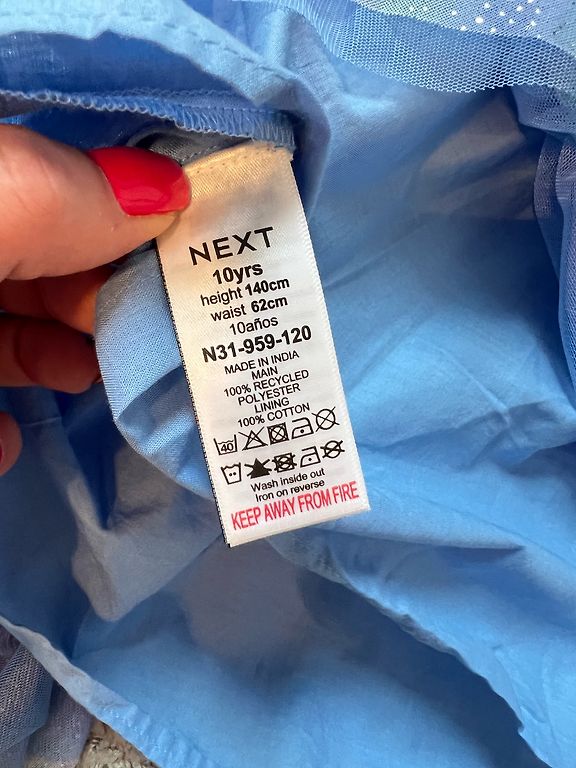 NEXT
10yrs
height 140cm
waist 62cm
10años
N31-959-120
MADE IN INDIA
MAIN
100% RECYCLED
POLYESTER
LINING
100% COTTON
40
Wash inside out
Iron on reverse
KEEP AWAY FROM FIRE